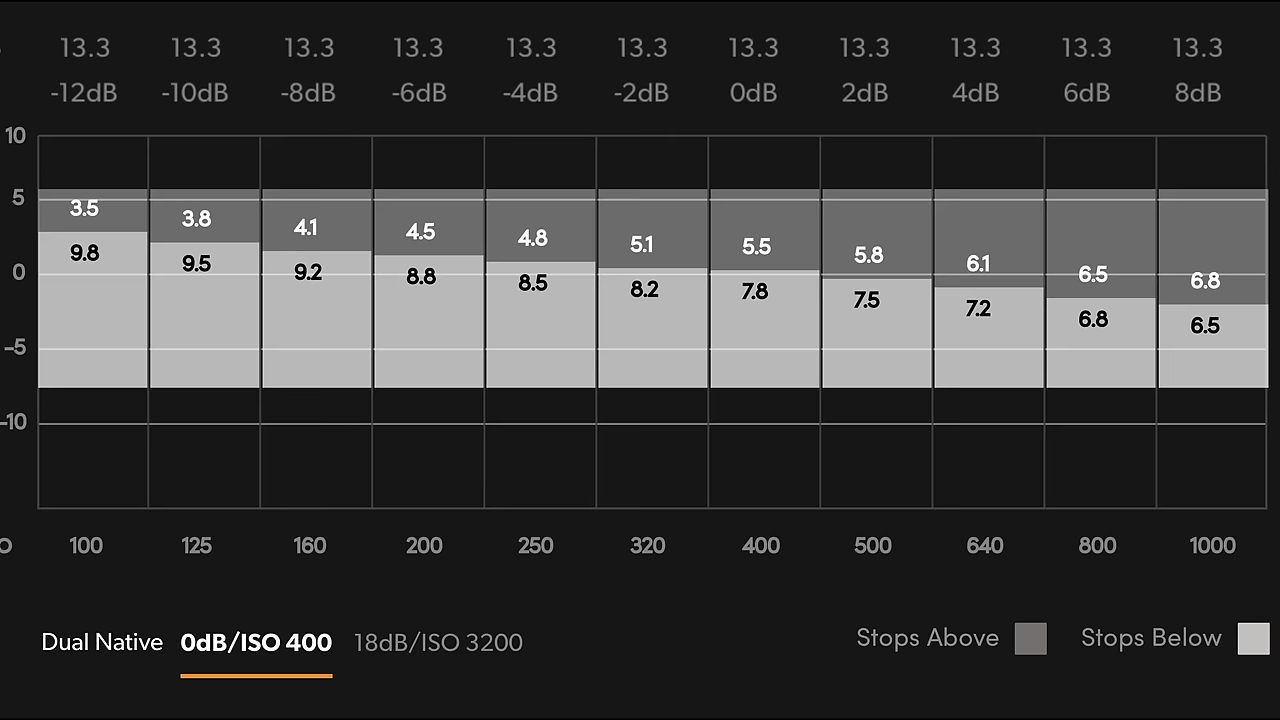 13.3 13.3 13.3 13.3 13.3 13.3 13.3 13.3 13.3 13.3 13.3
-12dB -10dB -8dB -6dB -4dB -2dB 0dB 2dB 4dB 6dB 8dB
10
5
3.5 3.8 4.1 4.5 4.8 5.1 5.5 5.8 6.1 6.5 6.8
9.8 9.5 9.2 8.8 8.5 8.2 7.8 7.5 7.2 6.8 6.5
0
-5
-10
O 100 125 160 200 250 320 400 500 640 800 1000
Dual Native 0dB/ISO 400 18dB/ISO 3200 Stops Above Stops Below